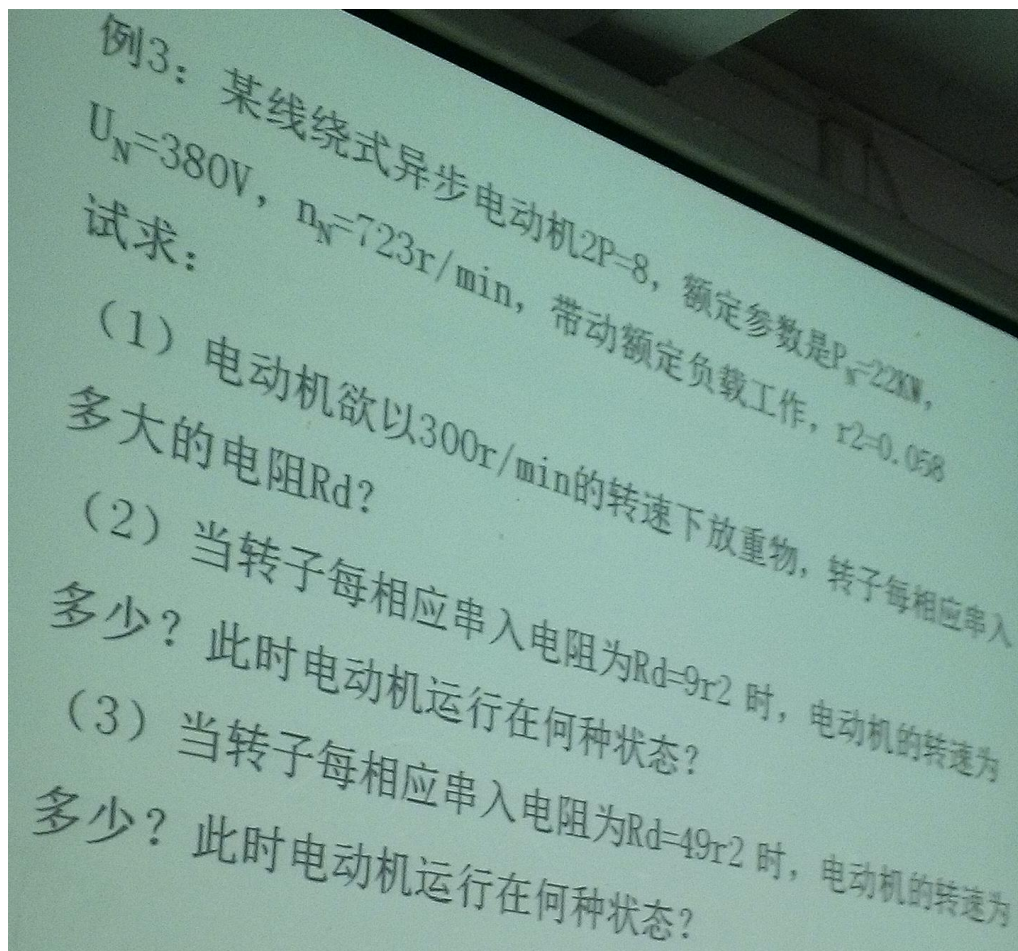 例3：某线绕式异步电动机2P=8，额定参数是PN=22KW，
UN=380V，nN=723r/min，带动额定负载工作，r2=0.058
试求：
（1）电动机欲以300r/min的转速下放重物，转子每相应串入
多大的电阻Rd？
（2）当转子每相应串入电阻为Rd=9r2 时，电动机的转速为
多少？此时电动机运行在何种状态？
（3）当转子每相应串入电阻为Rd=49r2 时，电动机的转速为
多少？此时电动机运行在何种状态？